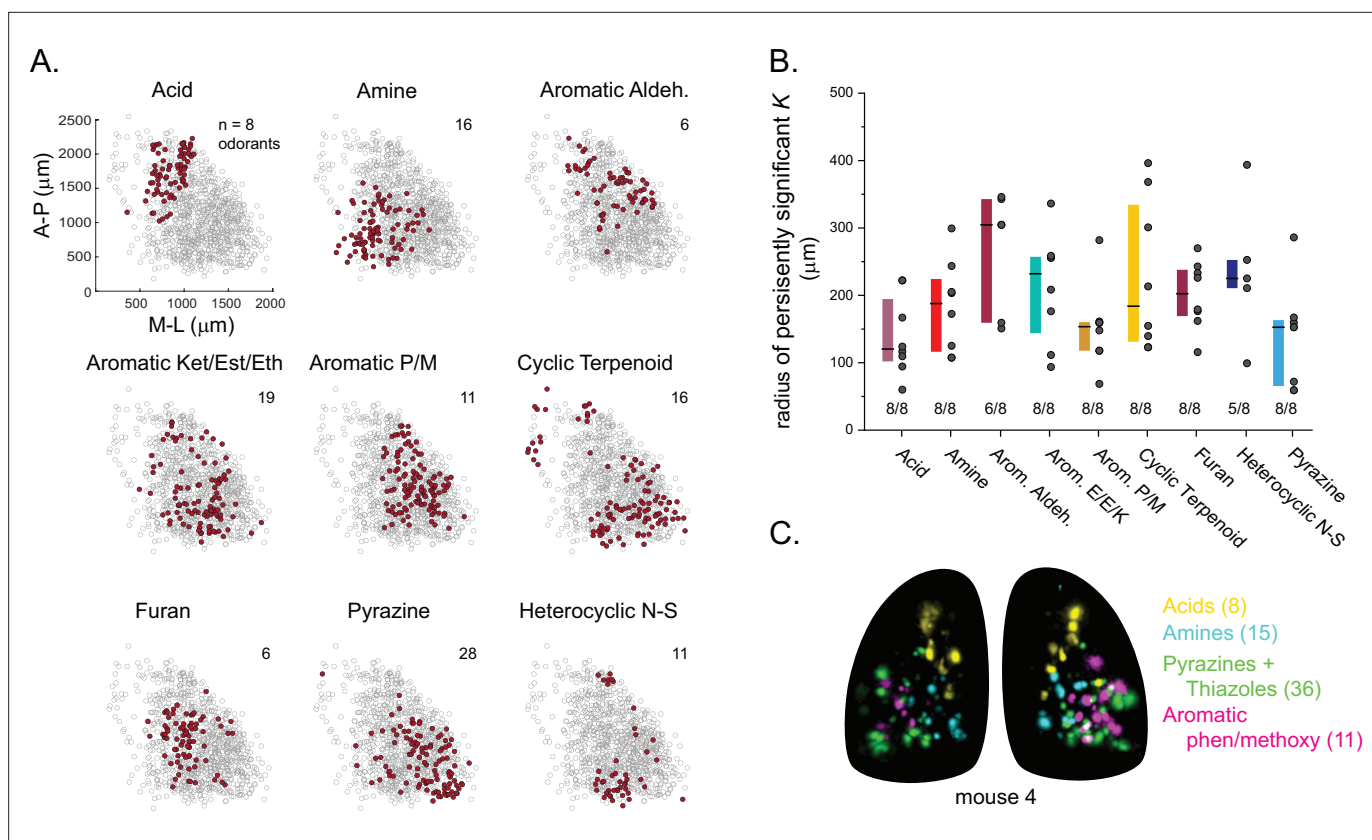 A.
Acid
Amine
Aromatic Aldeh.
n = 8
odorants
16
6
2500
2000
1500
1000
500
0
A-P (μm)
500
1000
1500
2000
M-L (μm)
Aromatic Ket/Est/Eth
Aromatic P/M
Cyclic Terpenoid
19
11
16
Furan
Pyrazine
Heterocyclic N-S
6
28
11
B.
radius of persistently significant K
(μm)
500
400
300
200
100
0
8/8
8/8
6/8
8/8
8/8
8/8
8/8
5/8
8/8
Acid
Amine
Arom. Aldeh.
Arom. E/E/K
Arom. P/M
Cyclic Terpenoid
Furan
Heterocyclic N-S
Pyrazine
C.
Acids (8)
Amines (15)
Pyrazines +
Thiazoles (36)
Aromatic
phen/methoxy (11)
mouse 4